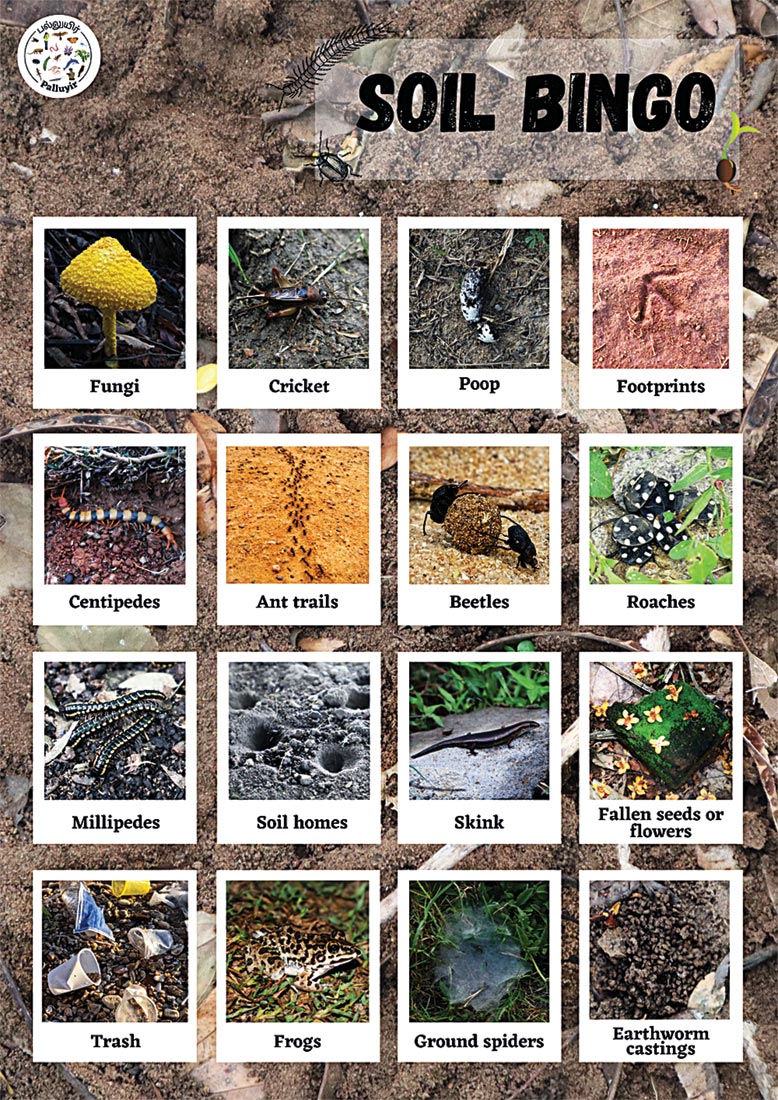 பல்லுயிர்
Palluyir
SOIL BINGO
Fungi
Cricket
Poop
Footprints
Centipedes
Ant trails
Beetles
Roaches
Millipedes
Soil homes
Skink
Fallen seeds or
flowers
Trash
Frogs
Ground spiders
Earthworm
castings